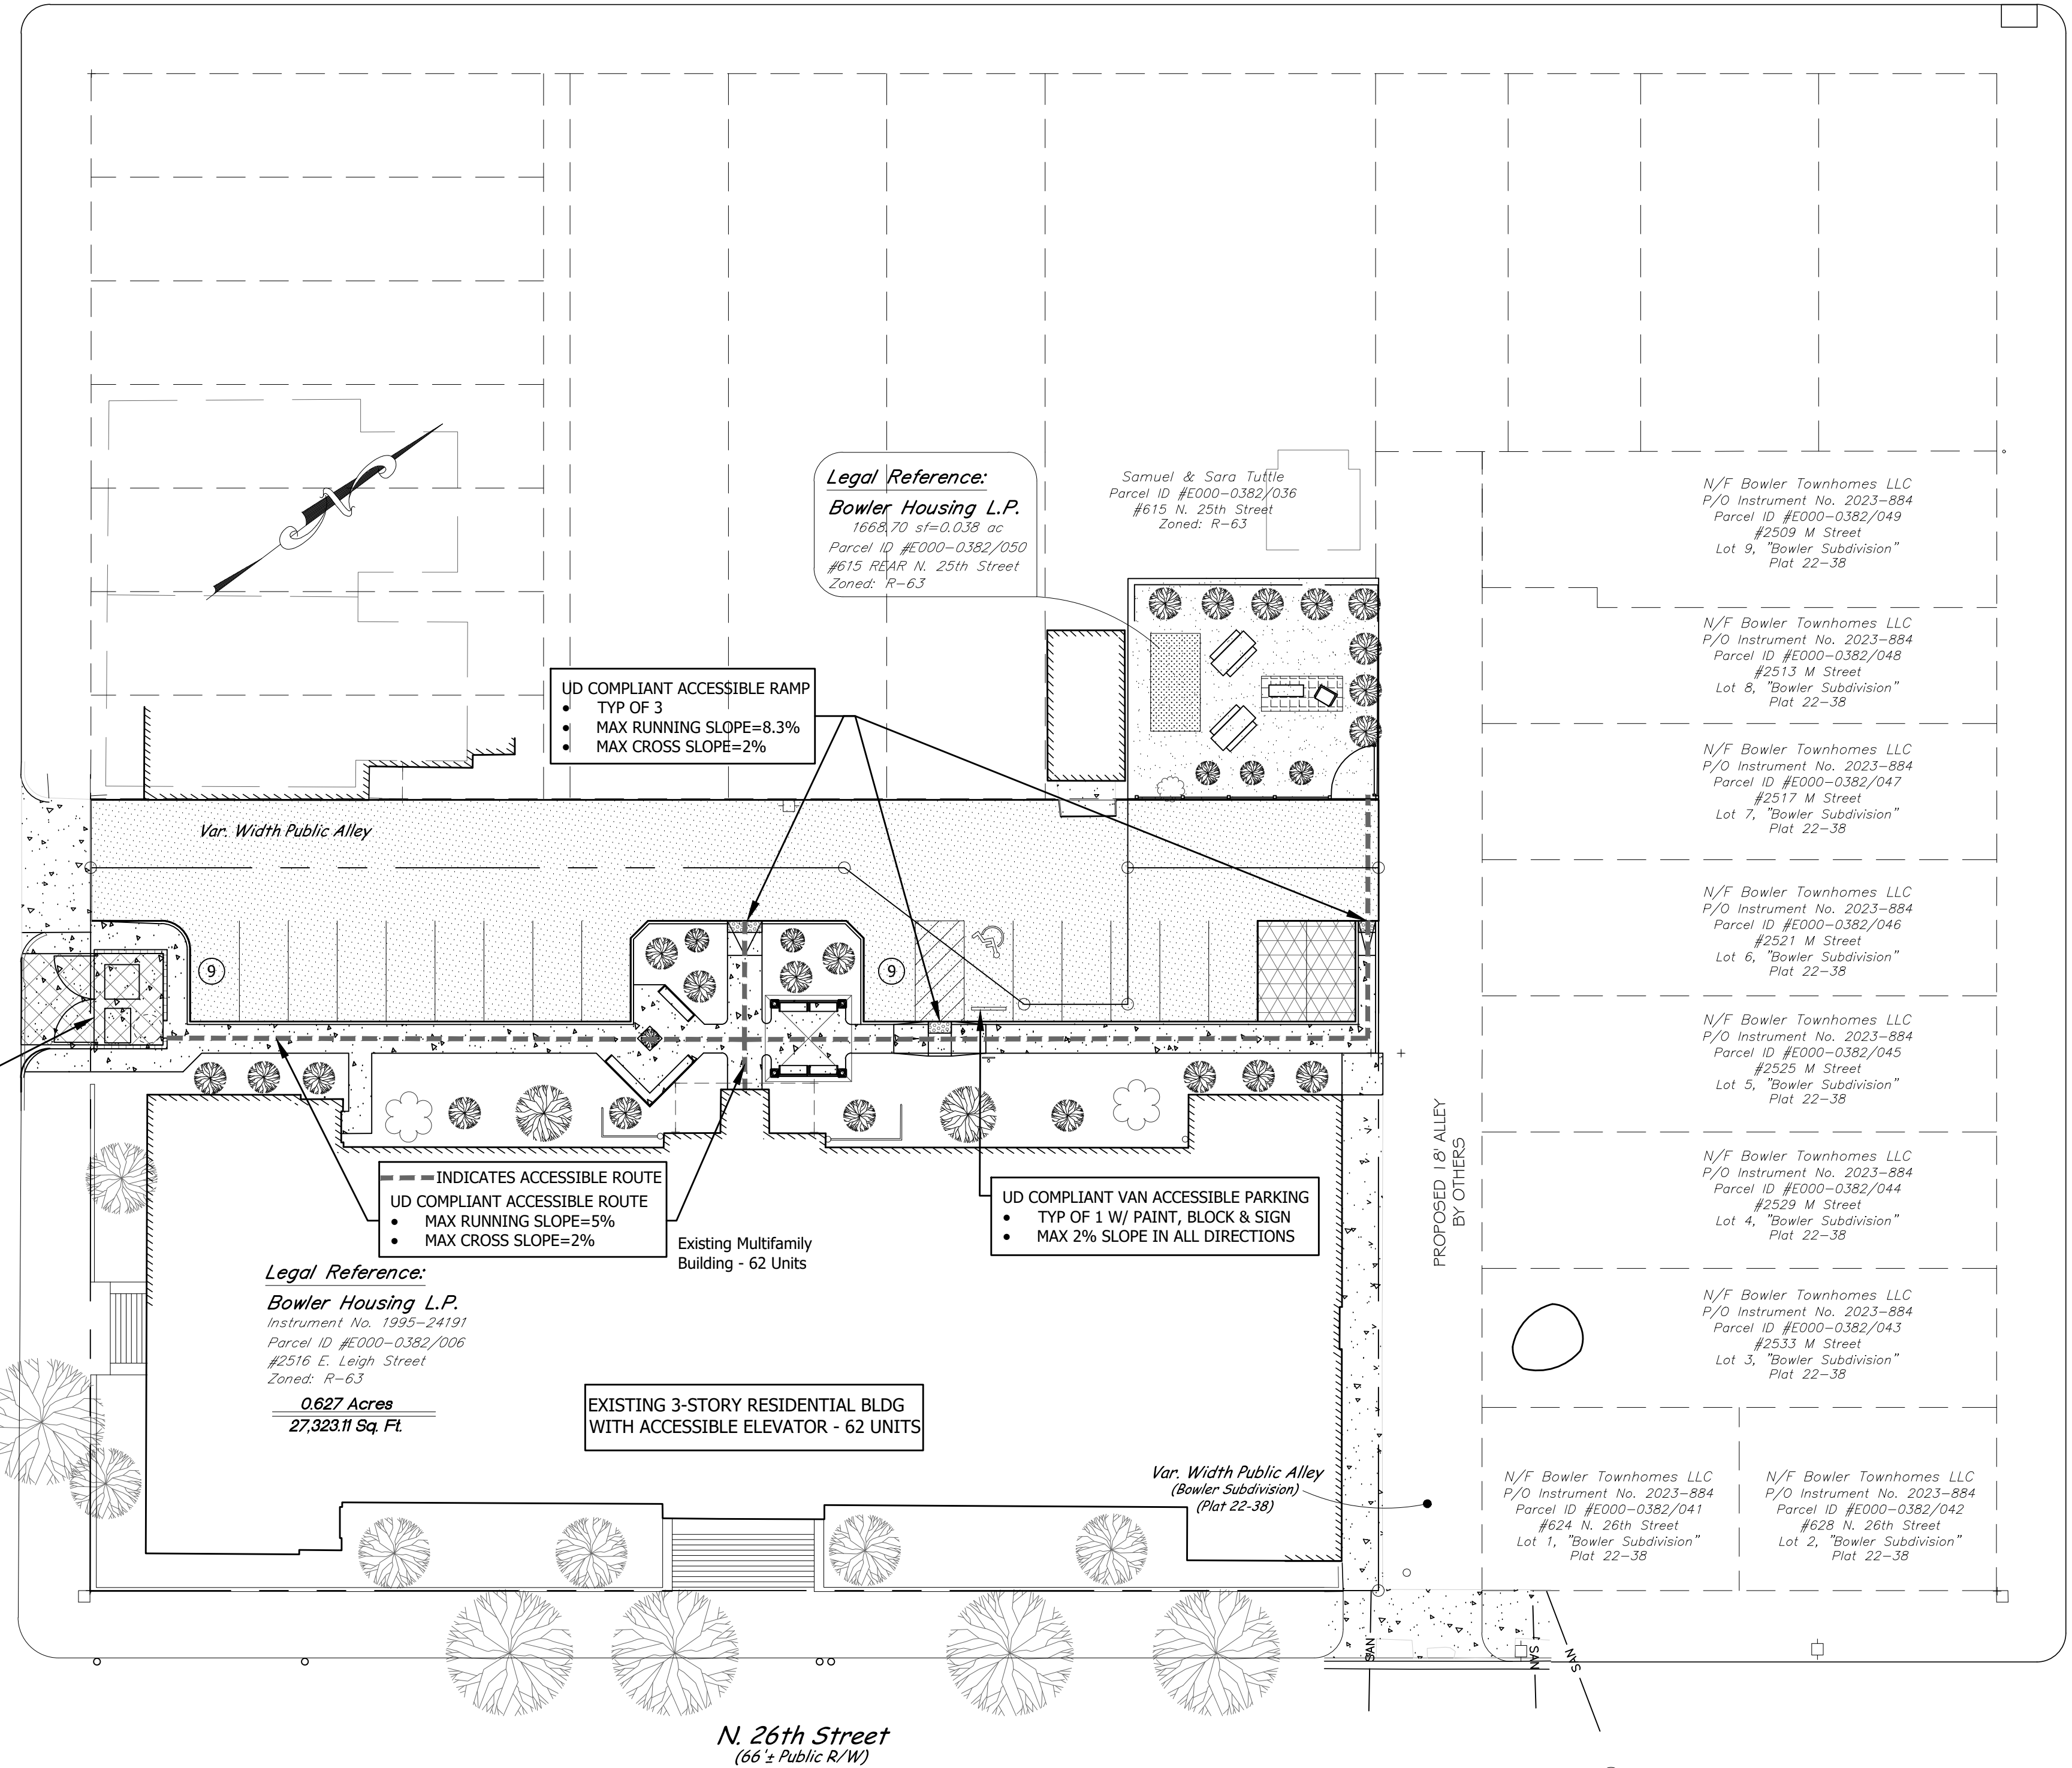 Legal Reference:
Bowler Housing L.P.
1668.70 sf=0.038 ac
Parcel ID #E000-0382/050
#615 REAR N. 25th Street
Zoned: R-63
Samuel & Sara Tuttle
Parcel ID #E000-0382/036
#615 N. 25th Street
Zoned: R-63
N/F Bowler Townhomes LLC
P/O Instrument No. 2023-884
Parcel ID #E000-0382/049
#2509 M Street
Lot 9, "Bowler Subdivision"
Plat 22-38
N/F Bowler Townhomes LLC
P/O Instrument No. 2023-884
Parcel ID #E000-0382/048
#2513 M Street
Lot 8, "Bowler Subdivision"
Plat 22-38
UD COMPLIANT ACCESSIBLE RAMP
• TYP OF 3
• MAX RUNNING SLOPE=8.3%
• MAX CROSS SLOPE=2%
N/F Bowler Townhomes LLC
P/O Instrument No. 2023-884
Parcel ID #E000-0382/047
#2517 M Street
Lot 7, "Bowler Subdivision"
Plat 22-38
Var. Width Public Alley
N/F Bowler Townhomes LLC
P/O Instrument No. 2023-884
Parcel ID #E000-0382/046
#2521 M Street
Lot 6, "Bowler Subdivision"
Plat 22-38
9
9
N/F Bowler Townhomes LLC
P/O Instrument No. 2023-884
Parcel ID #E000-0382/045
#2525 M Street
Lot 5, "Bowler Subdivision"
Plat 22-38
PROPOSED 18' ALLEY
BY OTHERS
INDICATES ACCESSIBLE ROUTE
UD COMPLIANT ACCESSIBLE ROUTE
• MAX RUNNING SLOPE=5%
• MAX CROSS SLOPE=2%
Existing Multifamily
Building - 62 Units
UD COMPLIANT VAN ACCESSIBLE PARKING
• TYP OF 1 W/ PAINT, BLOCK & SIGN
• MAX 2% SLOPE IN ALL DIRECTIONS
N/F Bowler Townhomes LLC
P/O Instrument No. 2023-884
Parcel ID #E000-0382/044
#2529 M Street
Lot 4, "Bowler Subdivision"
Plat 22-38
Legal Reference:
Bowler Housing L.P.
Instrument No. 1995-24191
Parcel ID #E000-0382/006
#2516 E. Leigh Street
Zoned: R-63
0.627 Acres
27,323.11 Sq. Ft.
N/F Bowler Townhomes LLC
P/O Instrument No. 2023-884
Parcel ID #E000-0382/043
#2533 M Street
Lot 3, "Bowler Subdivision"
Plat 22-38
EXISTING 3-STORY RESIDENTIAL BLDG
WITH ACCESSIBLE ELEVATOR - 62 UNITS
Var. Width Public Alley
(Bowler Subdivision)
(Plat 22-38)
N/F Bowler Townhomes LLC
P/O Instrument No. 2023-884
Parcel ID #E000-0382/041
#624 N. 26th Street
Lot 1, "Bowler Subdivision"
Plat 22-38
N/F Bowler Townhomes LLC
P/O Instrument No. 2023-884
Parcel ID #E000-0382/042
#628 N. 26th Street
Lot 2, "Bowler Subdivision"
Plat 22-38
SAN
SAN
SAN
N. 26th Street
(66'± Public R/W)